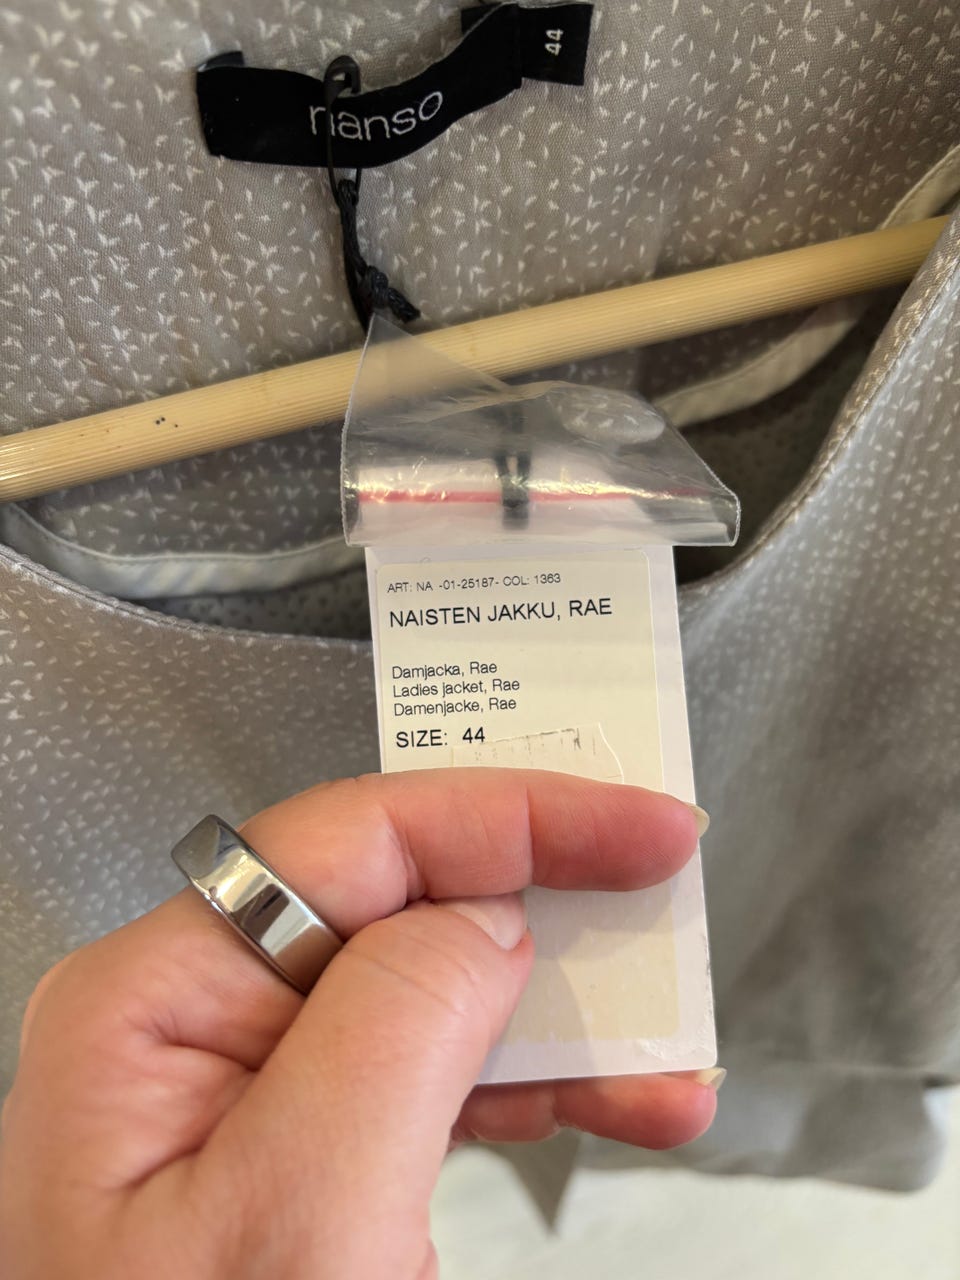 44
nanso
ART: NA -01-25187- COL: 1363
NAISTEN JAKKU, RAE
Damjacka, Rae
Ladies jacket, Rae
Damenjacke, Rae
SIZE: 44